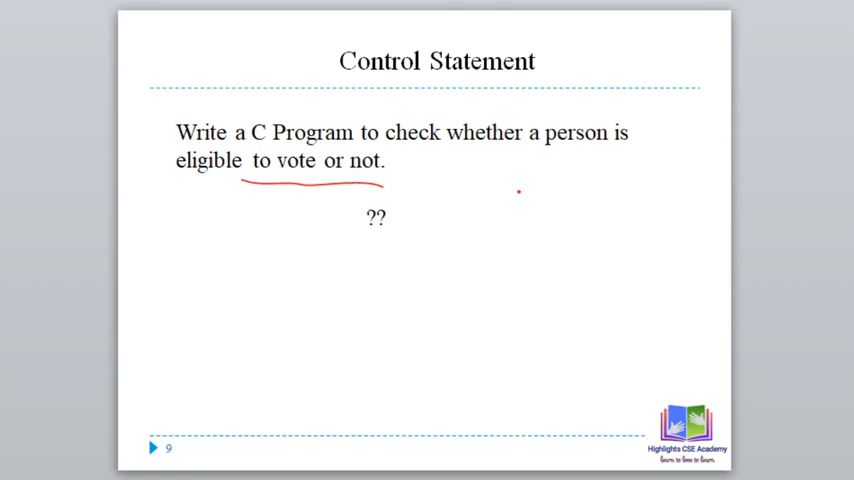 Control Statement
Write a C Program to check whether a person is
eligible to vote or not.
??
9
Highlights CSE Academy
learn to love to learn